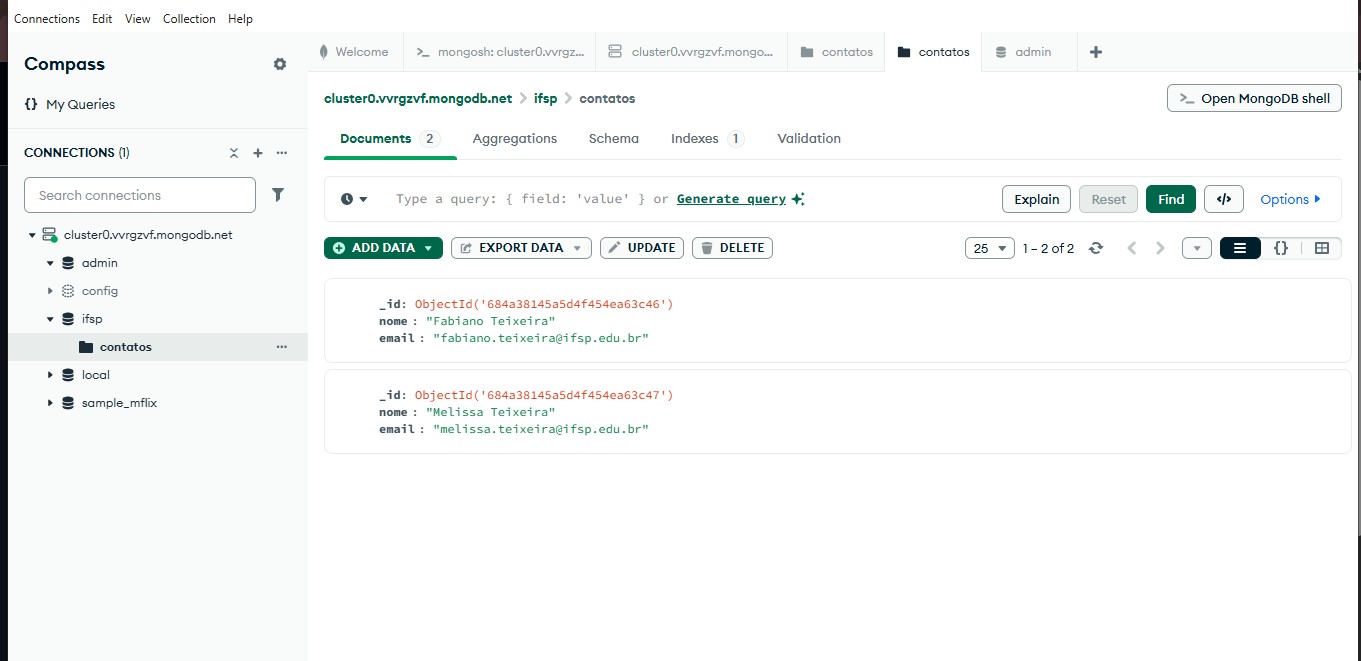 Connections Edit View Collection Help
Compass
My Queries
CONNECTIONS (1)
Search connections
cluster0.vvrgzvf.mongodb.net
admin
config
ifsp
contatos
local
sample_mflix
Welcome
mongosh: cluster0.vvrgz...
cluster0.vvrgzvf.mongo...
contatos
contatos
admin
cluster0.vvrgzvf.mongodb.net > ifsp > contatos
>_ Open MongoDB shell
Documents 2 Aggregations Schema Indexes 1 Validation
Type a query: { field: 'value' } or Generate query
Explain Reset Find </> Options
ADD DATA EXPORT DATA UPDATE DELETE
25 1 – 2 of 2 {}
_id: ObjectId('684a38145a5d4f454ea63c46')
nome : "Fabiano Teixeira"
email : "fabiano.teixeira@ifsp.edu.br"
_id: ObjectId('684a38145a5d4f454ea63c47')
nome : "Melissa Teixeira"
email : "melissa.teixeira@ifsp.edu.br"